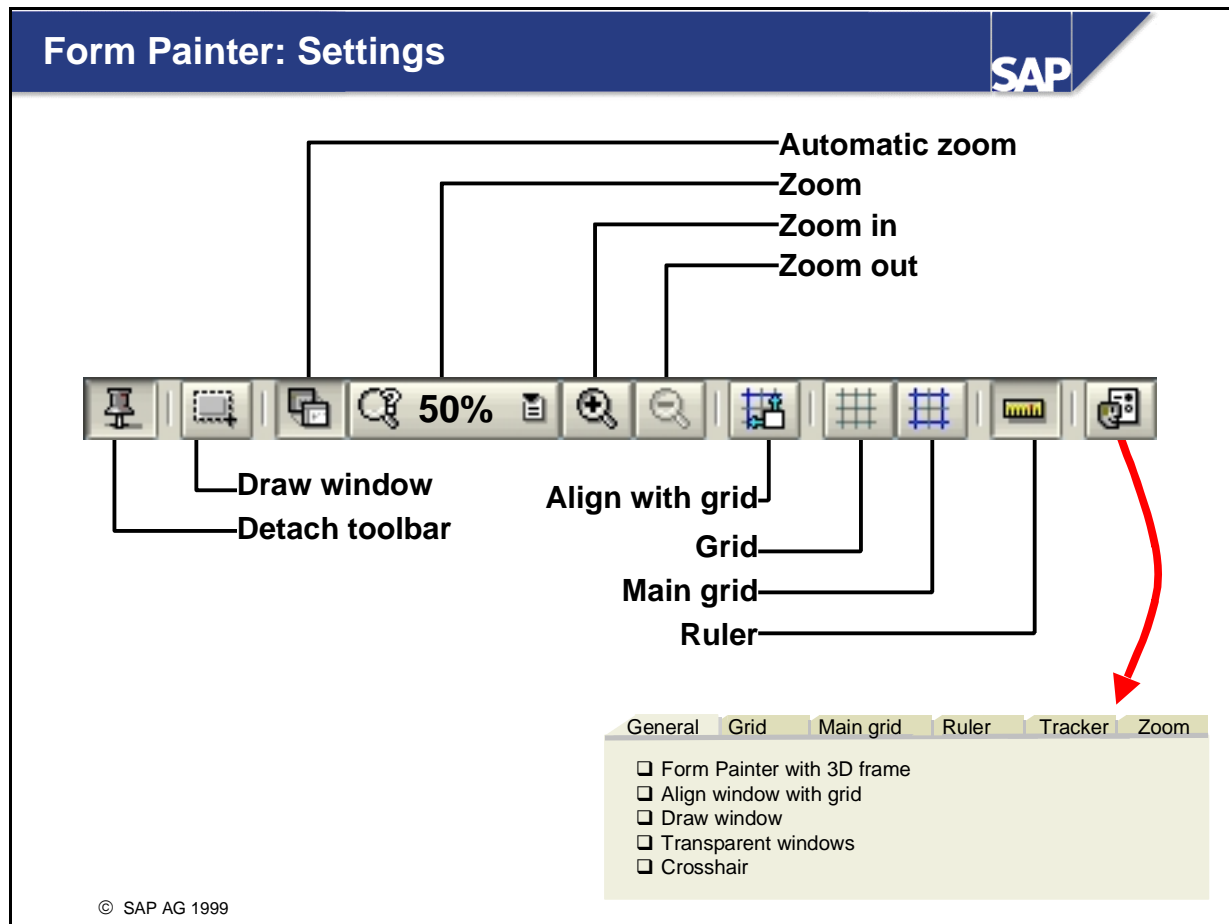 Form Painter: Settings
SAP
Automatic zoom
Zoom
Zoom in
Zoom out
50%
Draw window
Detach toolbar
Align with grid
Grid
Main grid
Ruler
General Grid Main grid Ruler Tracker Zoom
❑ Form Painter with 3D frame
❑ Align window with grid
❑ Draw window
❑ Transparent windows
❑ Crosshair
© SAP AG 1999